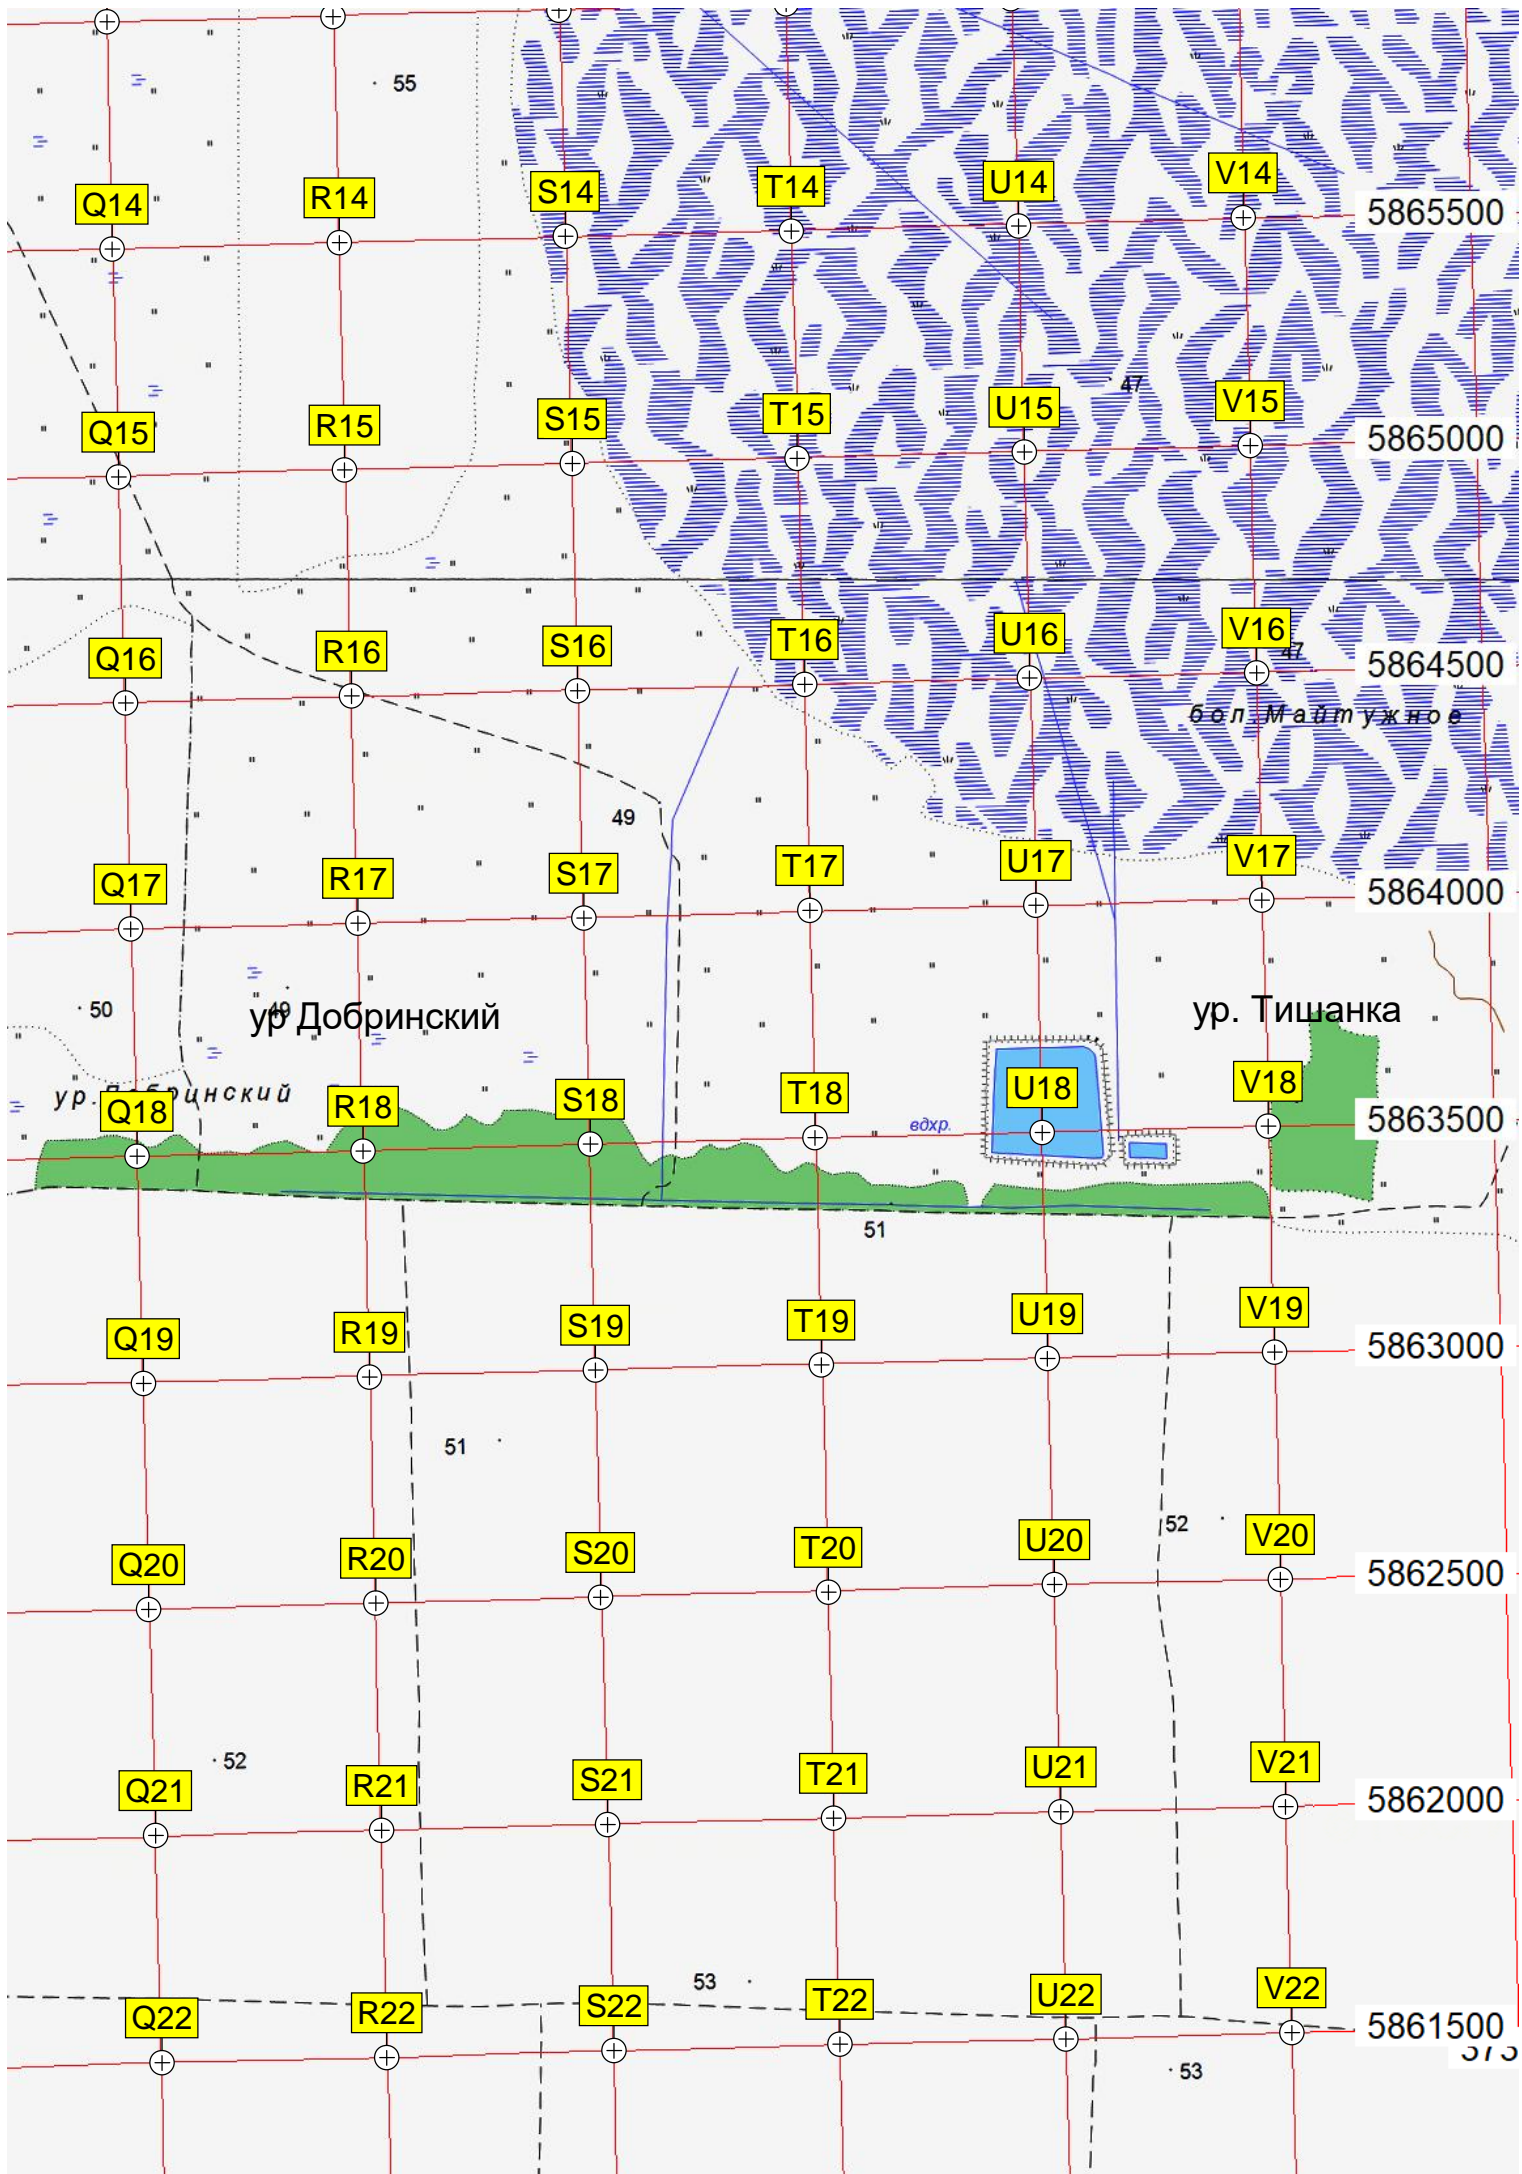 55
Q14 R14 S14 T14 U14 V14
5865500
47
Q15 R15 S15 T15 U15 V15
5865000
Q16 R16 S16 T16 U16 V16
47
5864500
бол. Майтужное
49
Q17 R17 S17 T17 U17 V17
5864000
50
49
ур Добринский
ур. Тишанка
ур. Добринский
Q18 R18 S18 T18 U18 V18
5863500
вдхр.
51
Q19 R19 S19 T19 U19 V19
5863000
51
52
Q20 R20 S20 T20 U20 V20
5862500
52
Q21 R21 S21 T21 U21 V21
5862000
53
Q22 R22 S22 T22 U22 V22
5861500
53